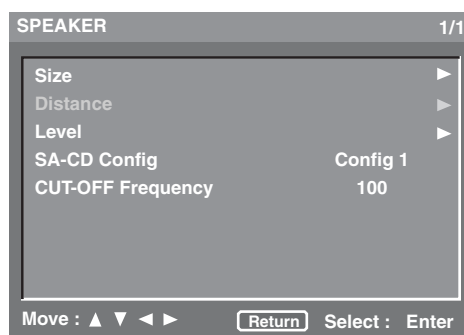 SPEAKER 1/1
Size ►
Distance ►
Level ►
SA-CD Config Config 1
CUT-OFF Frequency 100
Move : ▲ ▼ ◄ ► Return Select : Enter